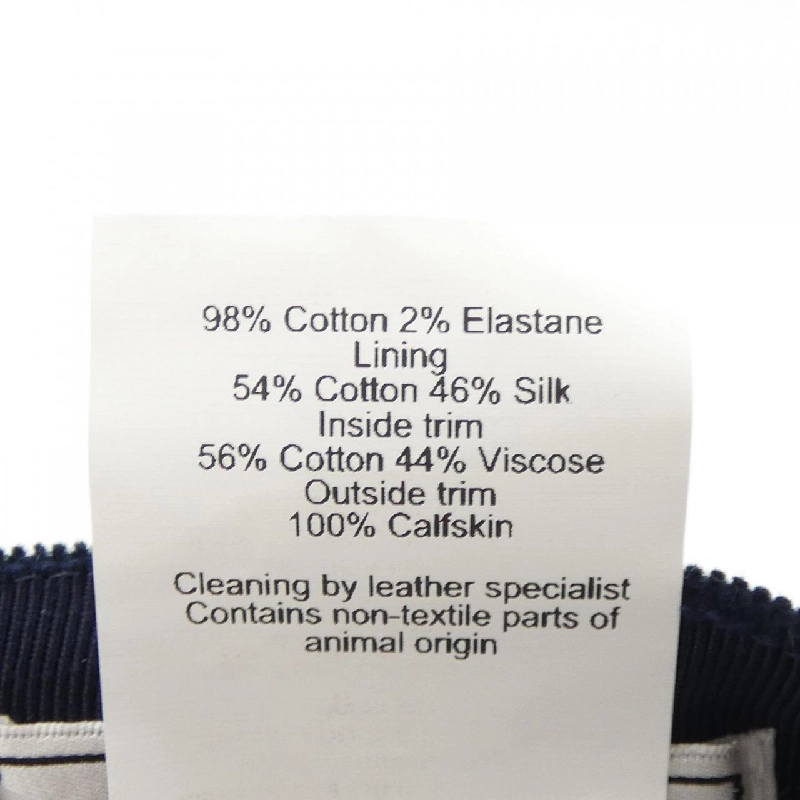 98% Cotton 2% Elastane
Lining
54% Cotton 46% Silk
Inside trim
56% Cotton 44% Viscose
Outside trim
100% Calfskin
Cleaning by leather specialist
Contains non-textile parts of
animal origin